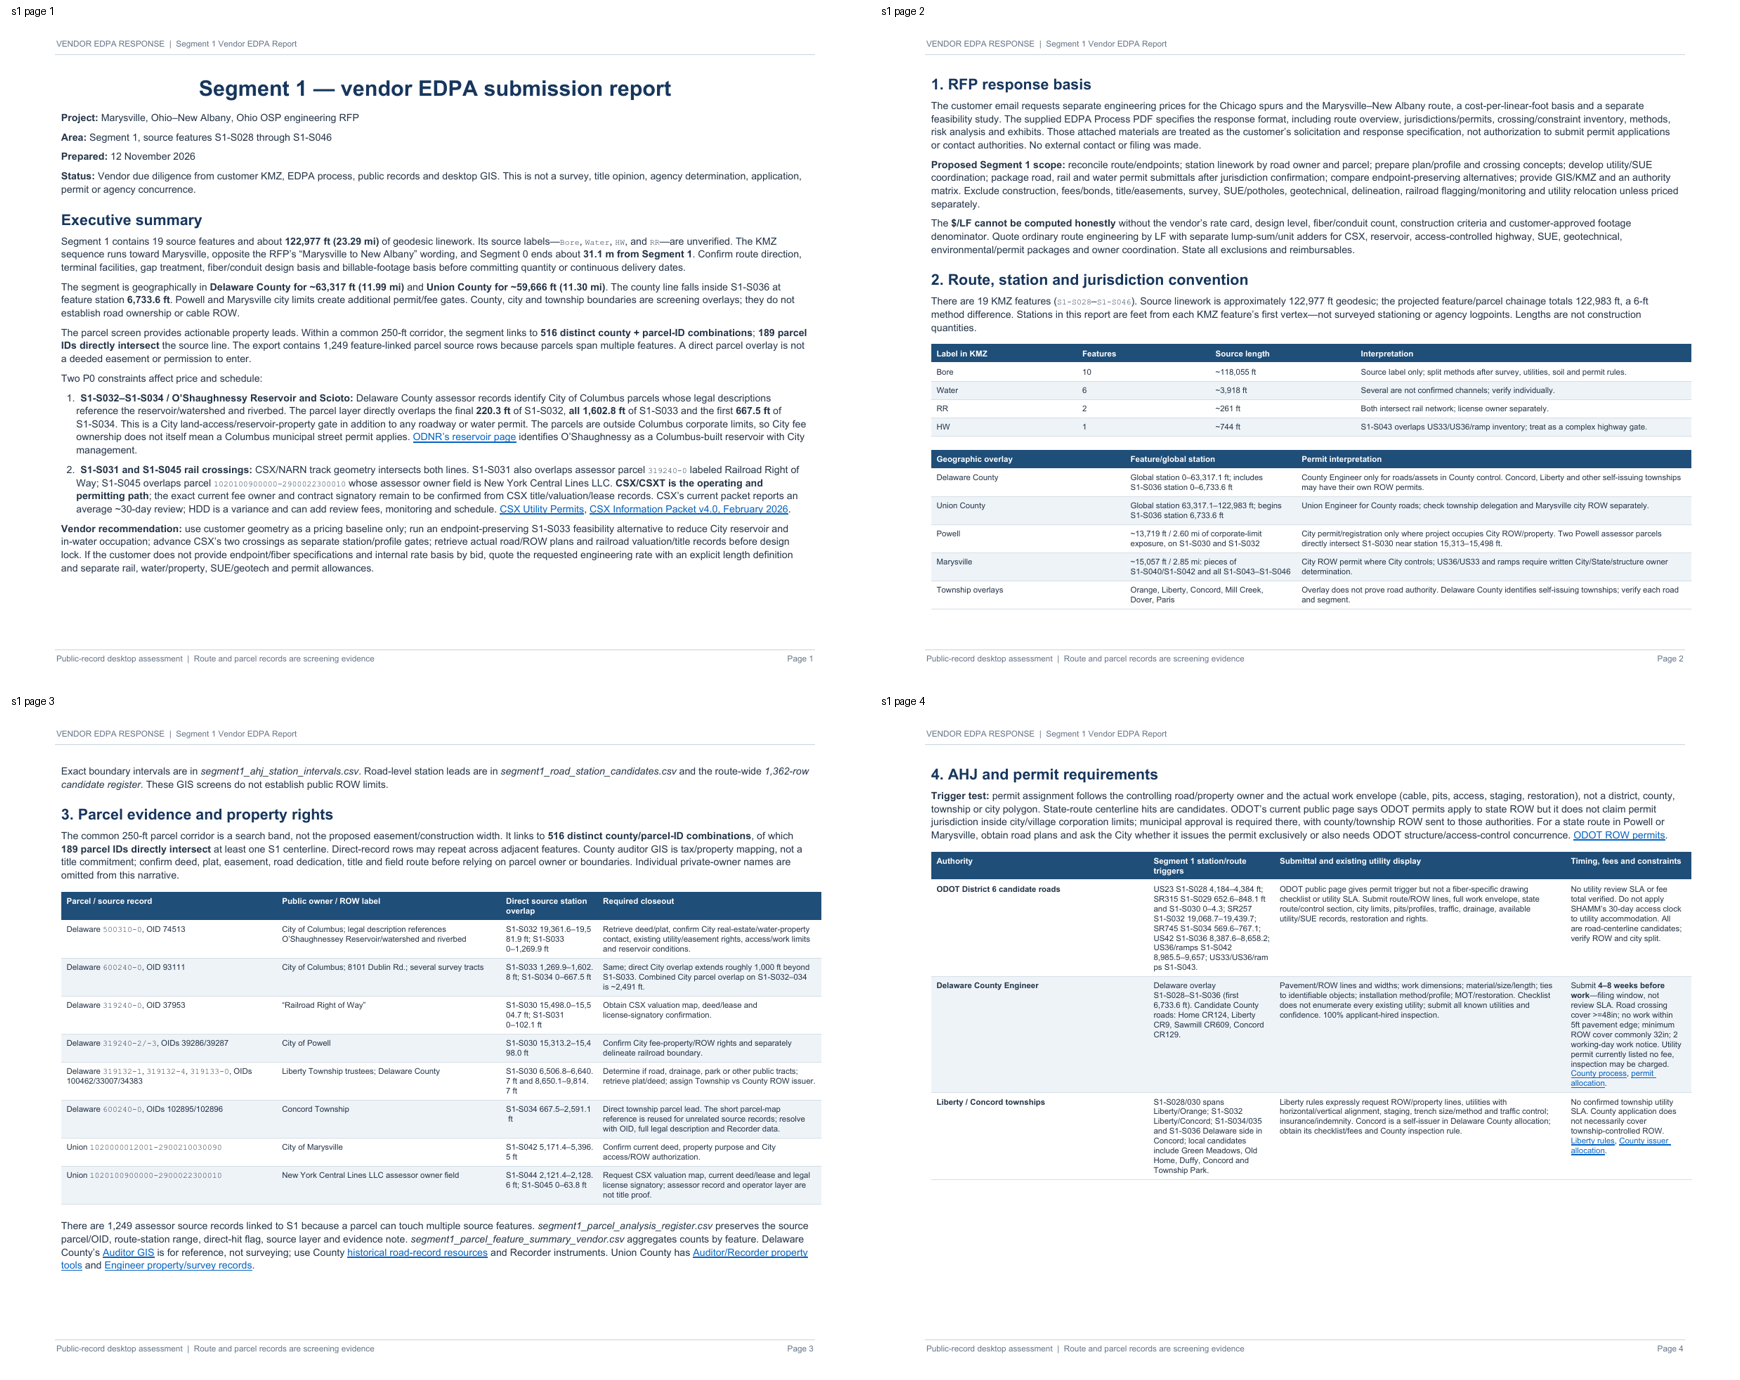 s1 page 1
VENDOR EDPA RESPONSE | Segment 1 Vendor EDPA Report
Segment 1 — vendor EDPA submission report
Project: Marysville, Ohio–New Albany, Ohio OSP engineering RFP
Area: Segment 1, source features S1-S028 through S1-S046
Prepared: 12 November 2026
Status: Vendor due diligence from customer KMZ, EDPA process, public records and desktop GIS. This is not a survey, title opinion, agency determination, application,
permit or agency concurrence.
Executive summary
Segment 1 contains 19 source features and about 122,977 ft (23.29 mi) of geodesic linework. Its source labels—Bore, Water, HW, and RR—are unverified. The KMZ
sequence runs toward Marysville, opposite the RFP's “Marysville to New Albany” wording, and Segment 0 ends about 31.1 m from Segment 1. Confirm route direction,
terminal facilities, gap treatment, fiber/conduit design basis and billable-footage basis before committing quantity or continuous delivery dates.
The segment is geographically in Delaware County for ~63,317 ft (11.99 mi) and Union County for ~59,666 ft (11.30 mi). The county line falls inside S1-S036 at
feature station 6,733.6 ft. Powell and Marysville city limits create additional permit/fee gates. County, city and township boundaries are screening overlays; they do not
establish road ownership or cable ROW.
The parcel screen provides actionable property leads. Within a common 250-ft corridor, the segment links to 516 distinct county + parcel-ID combinations; 189 parcel
IDs directly intersect the source line. The export contains 1,249 feature-linked parcel source rows because parcels span multiple features. A direct parcel overlay is not
a deeded easement or permission to enter.
Two P0 constraints affect price and schedule:
1. S1-S032–S1-S034 / O’Shaughnessy Reservoir and Scioto: Delaware County assessor records identify City of Columbus parcels whose legal descriptions
reference the reservoir/watershed and riverbed. The parcel layer directly overlaps the final 220.3 ft of S1-S032, all 1,602.8 ft of S1-S033 and the first 667.5 ft of
S1-S034. This is a City land-access/reservoir-property gate in addition to any roadway or water permit. The parcels are outside Columbus corporate limits, so City fee
ownership does not itself mean a Columbus municipal street permit applies. ODNR’s reservoir page identifies O’Shaughnessy as a Columbus-built reservoir with City
management.
2. S1-S031 and S1-S045 rail crossings: CSX/NARN track geometry intersects both lines. S1-S031 also overlaps assessor parcel 319240-0 labeled Railroad Right of
Way; S1-S045 overlaps parcel 1020100900000-2900022300010 whose assessor owner field is New York Central Lines LLC. CSX/CSXT is the operating and
permitting path; the exact current fee owner and contract signatory remain to be confirmed from CSX title/valuation/lease records. CSX’s current packet reports an
average ~30-day review; HDD is a variance and can add review fees, monitoring and schedule. CSX Utility Permits, CSX Information Packet v4.0, February 2026.
Vendor recommendation: use customer geometry as a pricing baseline only; run an endpoint-preserving S1-S033 feasibility alternative to reduce City reservoir and
in-water occupation; advance CSX’s two crossings as separate station/profile gates; retrieve actual road/ROW plans and railroad valuation/title records before design
lock. If the customer does not provide endpoint/fiber specifications and internal rate basis by bid, quote the requested engineering rate with an explicit length definition
and separate rail, water/property, SUE/geotech and permit allowances.
Public-record desktop assessment | Route and parcel records are screening evidence
Page 1
s1 page 2
VENDOR EDPA RESPONSE | Segment 1 Vendor EDPA Report
1. RFP response basis
The customer email requests separate engineering prices for the Chicago spurs and the Marysville–New Albany route, a cost-per-linear-foot basis and a separate
feasibility study. The supplied EDPA Process PDF specifies the response format, including route overview, jurisdictions/permits, crossing/constraint inventory, methods,
risk analysis and exhibits. Those attached materials are treated as the customer’s solicitation and response specification, not authorization to submit permit applications
or contact authorities. No external contact or filing was made.
Proposed Segment 1 scope: reconcile route/endpoints; station linework by road owner and parcel; prepare plan/profile and crossing concepts; develop utility/SUE
coordination; package road, rail and water permit submittals after jurisdiction confirmation; compare endpoint-preserving alternatives; provide GIS/KMZ and an authority
matrix. Exclude construction, fees/bonds, title/easements, survey, SUE/potholes, geotechnical, delineation, railroad flagging/monitoring and utility relocation unless priced
separately.
The $/LF cannot be computed honestly without the vendor’s rate card, design level, fiber/conduit count, construction criteria and customer-approved footage
denominator. Quote ordinary route engineering by LF with separate lump-sum/unit adders for CSX, reservoir, access-controlled highway, SUE, geotechnical,
environmental/permit packages and owner coordination. State all exclusions and reimbursables.
2. Route, station and jurisdiction convention
There are 19 KMZ features (S1-S028–S1-S046). Source linework is approximately 122,977 ft geodesic; the projected feature/parcel chainage totals 122,983 ft, a 6-ft
method difference. Stations in this report are feet from each KMZ feature’s first vertex—not surveyed stationing or agency logpoints. Lengths are not construction
quantities.
Label in KMZ Features Source length Interpretation
Bore 10 ~118,055 ft Source label only; split methods after survey, utilities, soil and permit rules.
Water 6 ~3,918 ft Several are not confirmed channels; verify individually.
RR 2 ~261 ft Both intersect rail network; license owner separately.
HW 1 ~744 ft S1-S043 overlaps US33/US36/ramp inventory; treat as a complex highway gate.
Geographic overlay Feature/global station Permit interpretation
Delaware County Global station 0–63,317.1 ft; includes County Engineer only for roads/assets in County control. Concord, Liberty and other self-issuing townships
S1-S036 station 0–6,733.6 ft may have their own ROW permits.
Union County Global station 63,317.1–122,983 ft; begins Union Engineer for County roads; check township delegation and Marysville city ROW separately.
S1-S036 station 6,733.6 ft
Powell ~13,719 ft / 2.60 mi of corporate-limit City permit/registration only where project occupies City ROW/property. Two Powell assessor parcels
exposure, on S1-S030 and S1-S032 directly intersect S1-S030 near station 15,313–15,498 ft.
Marysville ~15,057 ft / 2.85 mi: pieces of City ROW permit where City controls; US36/US33 and ramps require written City/State/structure owner
S1-S040/S1-S042 and all S1-S043–S1-S046 determination.
Township overlays Orange, Liberty, Concord, Mill Creek, Overlay does not prove road authority. Delaware County identifies self-issuing townships; verify each road
Dover, Paris and segment.
Public-record desktop assessment | Route and parcel records are screening evidence
Page 2
s1 page 3
VENDOR EDPA RESPONSE | Segment 1 Vendor EDPA Report
Exact boundary intervals are in segment1_ahj_station_intervals.csv. Road-level station leads are in segment1_road_station_candidates.csv and the route-wide 1,362-row
candidate register. These GIS screens do not establish public ROW limits.
3. Parcel evidence and property rights
The common 250-ft parcel corridor is a search band, not the proposed easement/construction width. It links to 516 distinct county/parcel-ID combinations, of which
189 parcel IDs directly intersect at least one S1 centerline. Direct-record rows may repeat across adjacent features. County auditor GIS is tax/property mapping, not a
title commitment; confirm deed, plat, easement, road dedication, title and field route before relying on parcel owner or boundaries. Individual private-owner names are
omitted from this narrative.
Parcel / source record Public owner / ROW label Direct source station Required closeout
overlap
Delaware 500310-0, OID 74513 City of Columbus; legal description references S1-S032 19,361.6–19,5 Retrieve deed/plat, confirm City real-estate/water-property
O’Shaughnessy Reservoir/watershed and riverbed 81.9 ft; S1-S033 contact, existing utility/easement rights, access/work limits
0–1,269.9 ft and reservoir conditions.
Delaware 600240-0, OID 93111 City of Columbus; 8101 Dublin Rd.; several survey tracts S1-S033 1,269.9–1,602. Same; direct City overlap extends roughly 1,000 ft beyond
8 ft; S1-S034 0–667.5 ft S1-S033. Combined City parcel overlap on S1-S032–034
is ~2,491 ft.
Delaware 319240-0, OID 37953 “Railroad Right of Way” S1-S030 15,498.0–15,5 Obtain CSX valuation map, deed/lease and
04.7 ft; S1-S031 license-signatory confirmation.
0–102.1 ft
Delaware 319240-2/-3, OIDs 39286/39287 City of Powell S1-S030 15,313.2–15,4 Confirm City fee-property/ROW rights and separately
98.0 ft delineate railroad boundary.
Delaware 319132-1, 319132-4, 319133-0, OIDs Liberty Township trustees; Delaware County S1-S030 6,506.8–6,640. Determine if road, drainage, park or other public tracts;
100462/33007/34383 7 ft and 8,650.1–9,814. retrieve plat/deed; assign Township vs County ROW issuer.
7 ft
Delaware 600240-0, OIDs 102895/102896 Concord Township S1-S034 667.5–2,591.1 Direct township parcel lead. The short parcel-map
ft reference is reused for unrelated source records; resolve
with OID, full legal description and Recorder data.
Union 1020000012001-2900210030090 City of Marysville S1-S042 5,171.4–5,396. Confirm current deed, property purpose and City
5 ft access/ROW authorization.
Union 1020100900000-2900022300010 New York Central Lines LLC assessor owner field S1-S044 2,121.4–2,128. Request CSX valuation map, current deed/lease and legal
6 ft; S1-S045 0–63.8 ft license signatory; assessor record and operator layer are
not title proof.
There are 1,249 assessor source records linked to S1 because a parcel can touch multiple source features. segment1_parcel_analysis_register.csv preserves the source
parcel/OID, route-station range, direct-hit flag, source layer and evidence note. segment1_parcel_feature_summary_vendor.csv aggregates counts by feature. Delaware
County’s Auditor GIS is for reference, not surveying; use County historical road-record resources and Recorder instruments. Union County has Auditor/Recorder property
tools and Engineer property/survey records.
Public-record desktop assessment | Route and parcel records are screening evidence
Page 3
s1 page 4
VENDOR EDPA RESPONSE | Segment 1 Vendor EDPA Report
4. AHJ and permit requirements
Trigger test: permit assignment follows the controlling road/property owner and the actual work envelope (cable, pits, access, staging, restoration), not a district, county,
township or city polygon. State-route centerline hits are candidates. ODOT’s current public page says ODOT permits apply to state ROW but it does not claim permit
jurisdiction inside city/village corporation limits; municipal approval is required there, with county/township ROW sent to those authorities. For a state route in Powell or
Marysville, obtain road plans and ask the City whether it issues the permit exclusively or also needs ODOT structure/access-control concurrence. ODOT ROW permits.
Authority Segment 1 station/route Submittal and existing utility display Timing, fees and constraints
triggers
ODOT District 6 candidate roads US23 S1-S028 4,184–4,384 ft; ODOT public page gives permit trigger but not a fiber-specific drawing No utility review SLA or fee
SR315 S1-S029 652.6–848.1 ft checklist or utility SLA. Submit route/ROW lines, full work envelope, state total verified. Do not apply
and S1-S030 0–4.3; SR257 route/control section, city limits, pits/profiles, traffic, drainage, available SHAMM’s 30-day access clock
S1-S032 19,068.7–19,439.7; utility/SUE records, restoration and rights. to utility accommodation. All
SR745 S1-S034 569.6–767.1; are road-centerline candidates;
US42 S1-S036 8,387.6–8,658.2; verify ROW and city split.
US36/ramps S1-S042
8,985.5–9,657; US33/US36/ram
ps S1-S043.
Delaware County Engineer Delaware overlay Pavement/ROW lines and widths; work dimensions; material/size/length; ties Submit 4–8 weeks before
S1-S028–S1-S036 (first to identifiable objects; installation method/profile; MOT/restoration. Checklist work—filing window, not
6,733.6 ft). Candidate County does not enumerate every existing utility; submit all known utilities and review SLA. Road crossing
roads: Home CR124, Liberty confidence. 100% applicant-hired inspection. cover >=48in; no work within
CR9, Sawmill CR609, Concord 5ft pavement edge; minimum
CR129. ROW cover commonly 32in; 2
working-day work notice. Utility
permit currently listed no fee,
inspection may be charged.
County process, permit
allocation.
Liberty / Concord townships S1-S028/030 spans Liberty rules expressly request ROW/property lines, utilities with No confirmed township utility
Liberty/Orange; S1-S032 horizontal/vertical alignment, staging, trench size/method and traffic control; SLA. County application does
Liberty/Concord; S1-S034/035 insurance/indemnity. Concord is a self-issuer in Delaware County allocation; not necessarily cover
and S1-S036 Delaware side in obtain its checklist/fees and County inspection rule. township-controlled ROW.
Concord; local candidates Liberty rules, County issuer
include Green Meadows, Old allocation.
Home, Duffy, Concord and
Township Park.
Public-record desktop assessment | Route and parcel records are screening evidence
Page 4